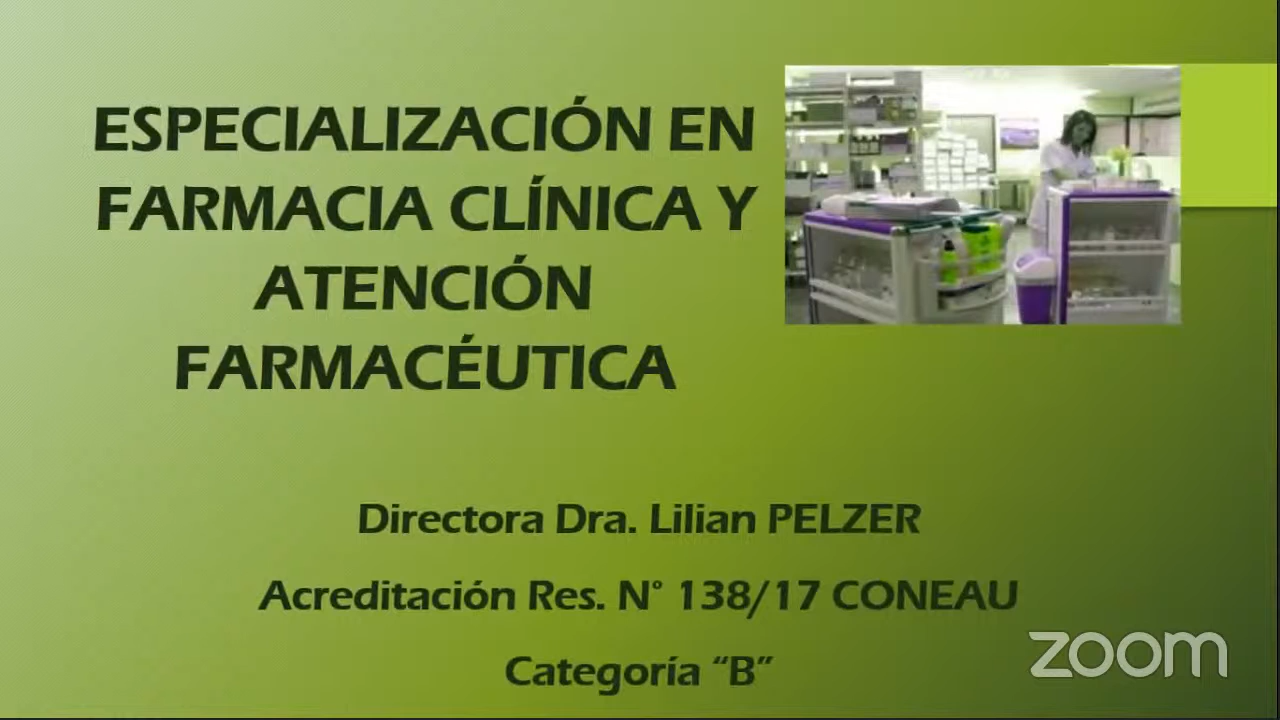 ESPECIALIZACIÓN EN
FARMACIA CLÍNICA Y
ATENCIÓN
FARMACÉUTICA
Directora Dra. Lilian PELZER
Acreditación Res. N° 138/17 CONEAU
Categoría “B”
zoom